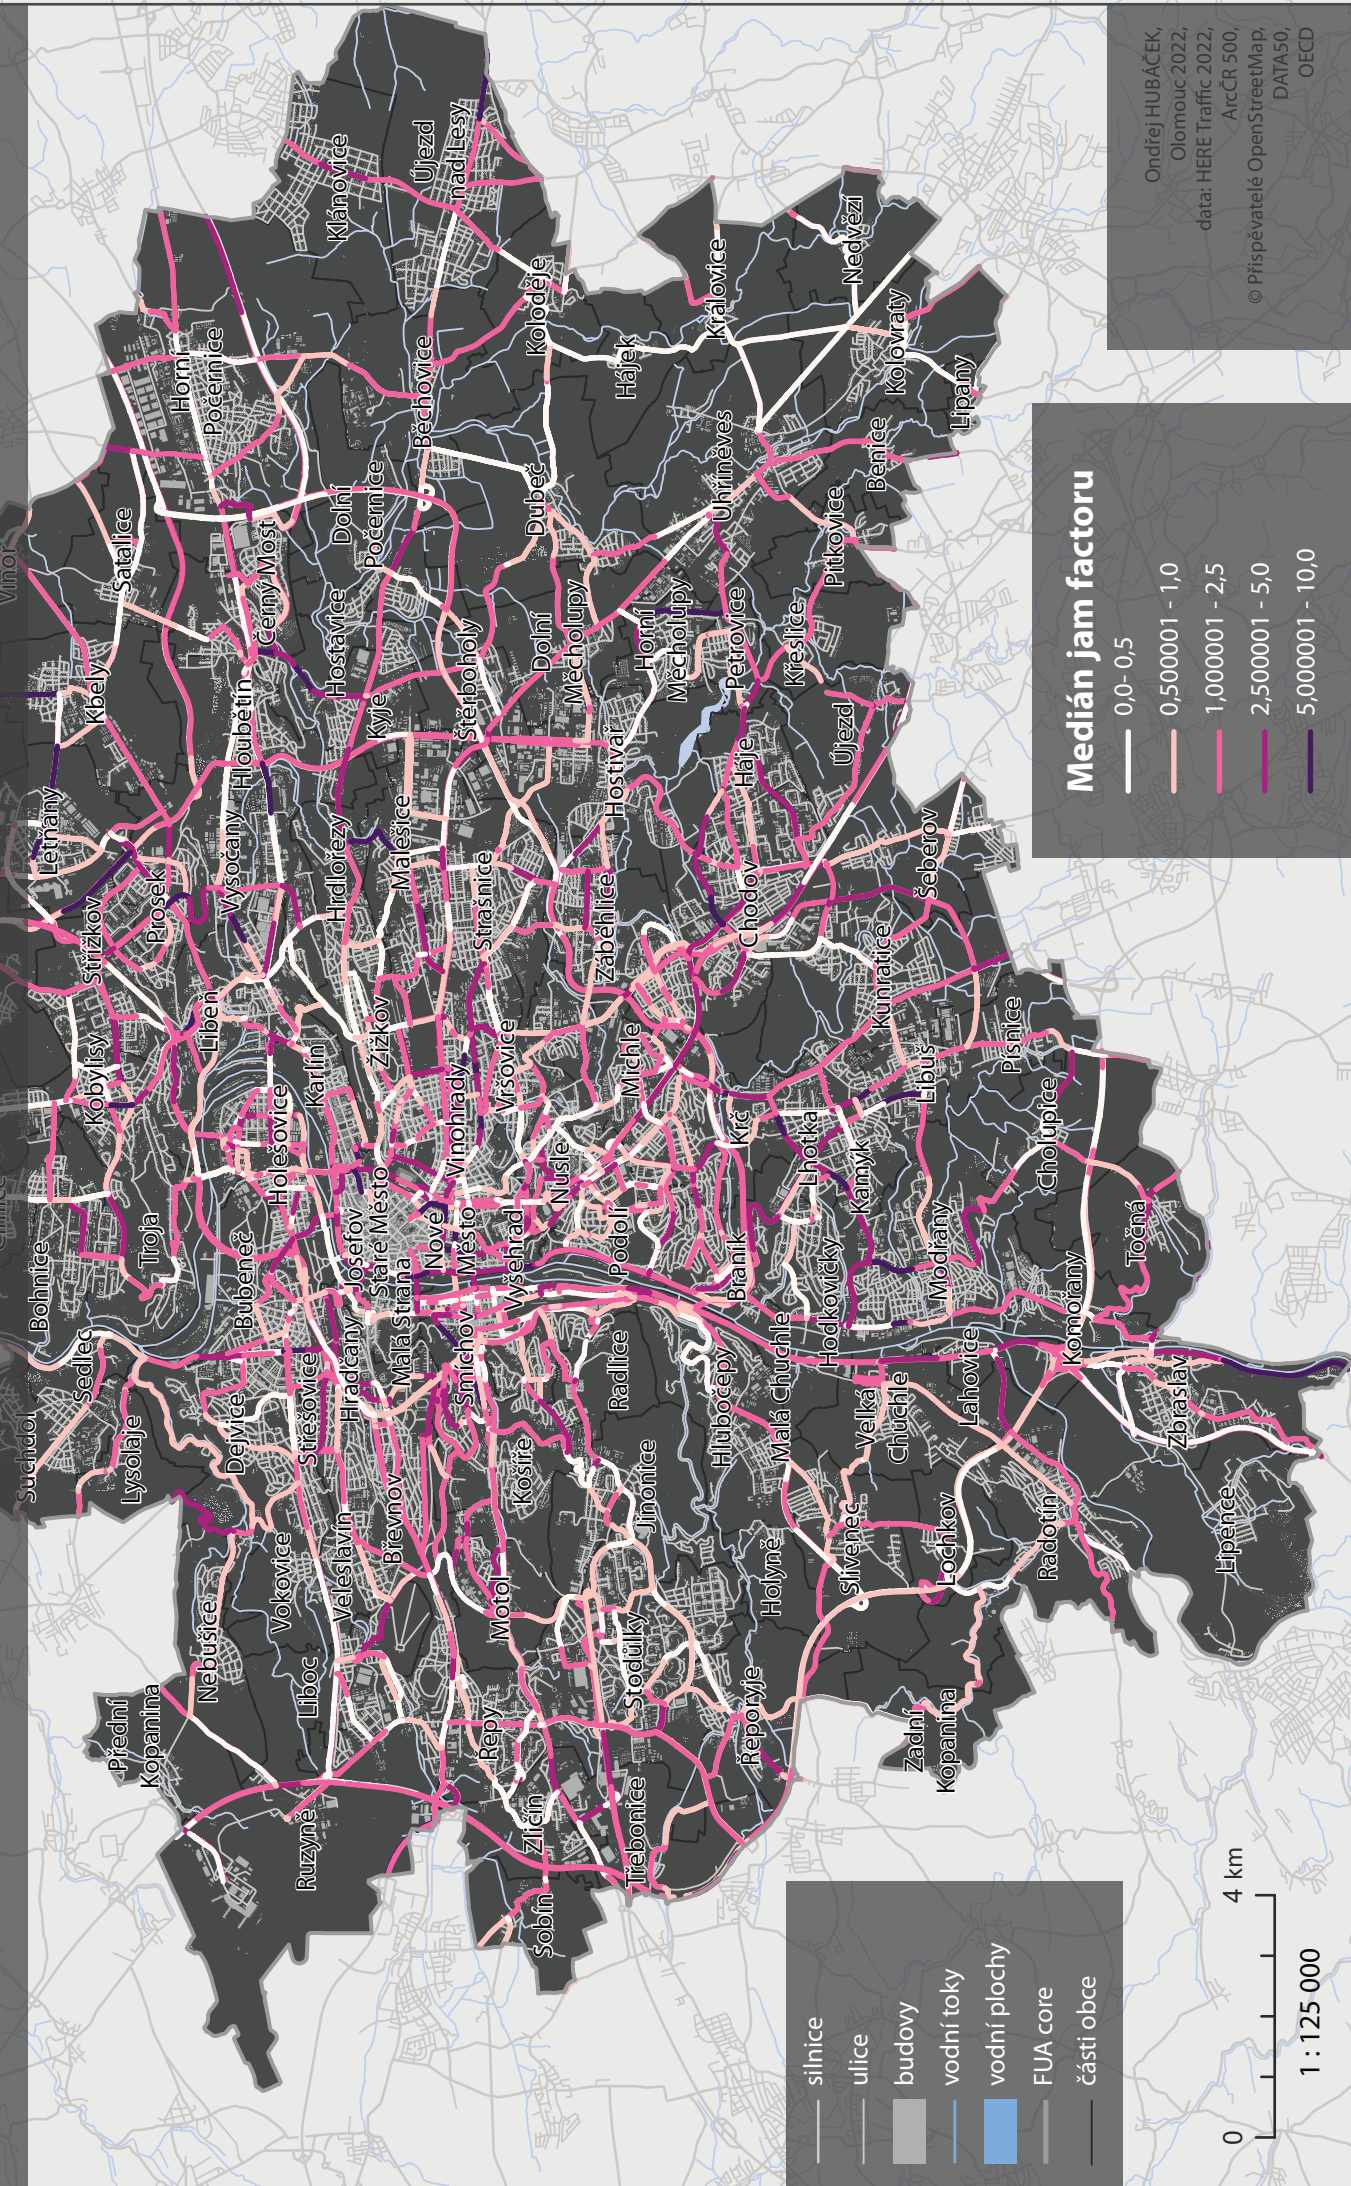 Vinoř
Suchdol
Bohnice
Letňany
Sedlec
Střížkov
Kobylisy
Kbely
Přední
Kopanina
Lysolaje
Troja
Prosek
Satalice
Nebušice
Dejvice
Bubeneč
Libeň
Vysočany
Hloubětín
Horní
Počernice
Vokovice
Holešovice
Černý Most
Ruzyně
Liboc
Střešovice
Karlín
Veleslavín
Hradčany
Josefov
Hrdlořezy
Hostavice
Klánovice
Břevnov
Malá Strana
Staré Město
Žižkov
Malešice
Kyje
Dolní
Počernice
Běchovice
Újezd
nad Lesy
Motol
Smíchov
Nové
Město
Vinohrady
Strašnice
Štěrboholy
Řepy
Košíře
Vyšehrad
Vršovice
Zličín
Sobín
Nusle
Dolní
Měcholupy
Dubeč
Koloděje
Třebonice
Stodůlky
Jinonice
Radlice
Podolí
Michle
Záběhlice
Hostivař
Horní
Měcholupy
Hájek
Řeporyje
Hlubočepy
Braník
Krč
Chodov
Háje
Petrovice
Uhříněves
Královice
Holyně
Malá Chuchle
Hodkovičky
Lhotka
Kamýk
Křeslice
Pitkovice
Újezd
Nedvězí
Slivenec
Velká
Chuchle
Kunratice
Benice
Kolovraty
Zadní
Kopanina
Lochkov
Lahovice
Modřany
Libuš
Šeberov
Lipany
Radotín
Komořany
Cholupice
Písnice
Točná
Zbraslav
Lipence
silnice
ulice
budovy
vodní toky
vodní plochy
FUA core
části obce
0
4 km
1 : 125 000
Medián jam factoru
0,0- 0,5
0,500001 - 1,0
1,000001 - 2,5
2,500001 - 5,0
5,000001 - 10,0
Ondřej HUBÁČEK,
Olomouc 2022,
data: HERE Traffic 2022,
ArcČR 500,
© Přispěvatelé OpenStreetMap,
DATA50,
OECD